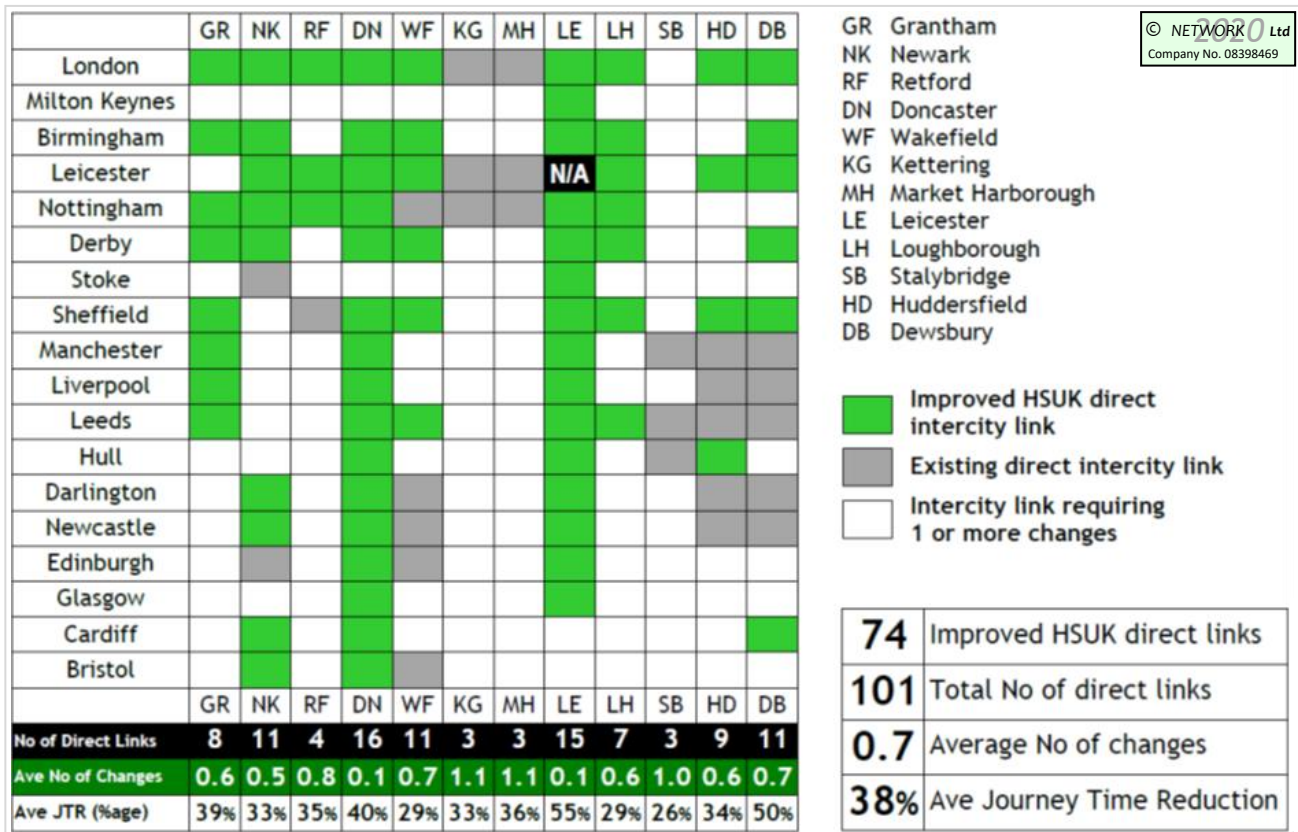 GR NK RF DN WF KG MH LE LH SB HD DB
London
Milton Keynes
Birmingham
Leicester N/A
Nottingham
Derby
Stoke
Sheffield
Manchester
Liverpool
Leeds
Hull
Darlington
Newcastle
Edinburgh
Glasgow
Cardiff
Bristol
GR NK RF DN WF KG MH LE LH SB HD DB
No of Direct Links 8 11 4 16 11 3 3 15 7 3 9 11
Ave No of Changes 0.6 0.5 0.8 0.1 0.7 1.1 1.1 0.1 0.6 1.0 0.6 0.7
Ave JTR (%age) 39% 33% 35% 40% 29% 33% 36% 55% 29% 26% 34% 50%
GR Grantham
NK Newark
RF Retford
DN Doncaster
WF Wakefield
KG Kettering
MH Market Harborough
LE Leicester
LH Loughborough
SB Stalybridge
HD Huddersfield
DB Dewsbury
© NETWORK 2020 Ltd
Company No. 08398469
Improved HSUK direct
intercity link
Existing direct intercity link
Intercity link requiring
1 or more changes
74 Improved HSUK direct links
101 Total No of direct links
0.7 Average No of changes
38% Ave Journey Time Reduction